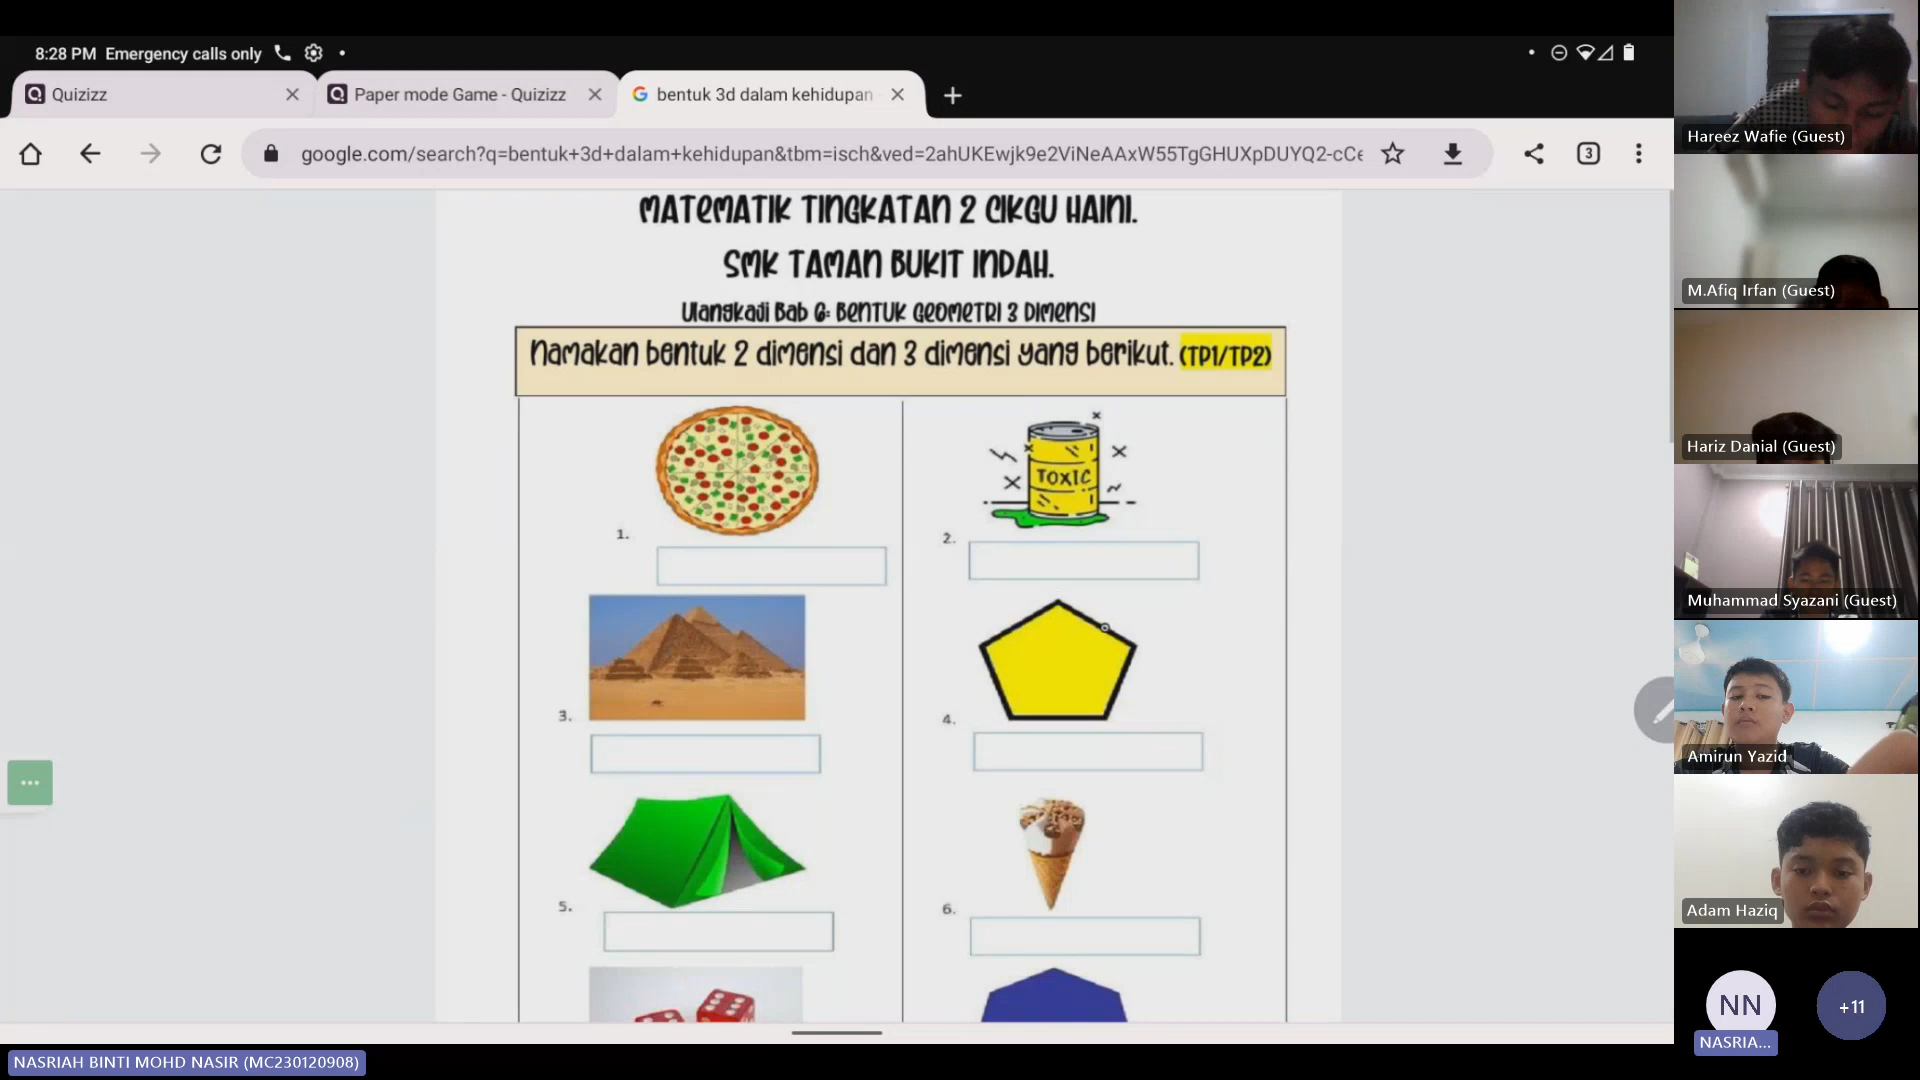 8:28 PM Emergency calls only
Quizizz
Paper mode Game - Quizizz
bentuk 3d dalam kehidupan
google.com/search?q=bentuk+3d+dalam+kehidupan&tbm=isch&ved=2ahUKEwjk9e2ViNeAAxW55TgGHUXpDUYQ2-cCe
3
MATEMATIK TINGKATAN 2 CIKGU HAINI.
SMK TAMAN BUKIT INDAH.
Ulangkaji Bab 6: BENTUK GEOMETRI 3 DIMENSI
Namakan bentuk 2 dimensi dan 3 dimensi yang berikut. (TP1/TP2)
TOXIC
1.
2.
3.
4.
5.
6.
Hareez Wafie (Guest)
M.Afiq Irfan (Guest)
Hariz Danial (Guest)
Muhammad Syazani (Guest)
Amirun Yazid
Adam Haziq
NN
+11
NASRIA...
NASRIAH BINTI MOHD NASIR (MC230120908)